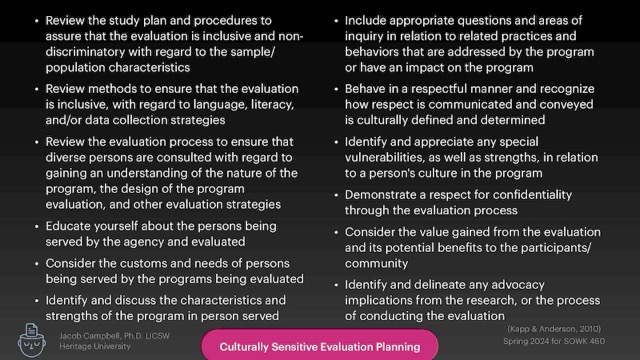 • Review the study plan and procedures to
assure that the evaluation is inclusive and non-
discriminatory with regard to the sample/
population characteristics
• Review methods to ensure that the evaluation
is inclusive, with regard to language, literacy,
and/or data collection strategies
• Review the evaluation process to ensure that
diverse persons are consulted with regard to
gaining an understanding of the nature of the
program, the design of the program
evaluation, and other evaluation strategies
• Educate yourself about the persons being
served by the agency and evaluated
• Consider the customs and needs of persons
being served by the programs being evaluated
• Identify and discuss the characteristics and
strengths of the program in person served
• Include appropriate questions and areas of
inquiry in relation to related practices and
behaviors that are addressed by the program
or have an impact on the program
• Behave in a respectful manner and recognize
how respect is communicated and conveyed
is culturally defined and determined
• Identify and appreciate any special
vulnerabilities, as well as strengths, in relation
to a person's culture in the program
• Demonstrate a respect for confidentiality
through the evaluation process
• Consider the value gained from the evaluation
and its potential benefits to the participants/
community
• Identify and delineate any advocacy
implications from the research, or the process
of conducting the evaluation
(Kapp & Anderson, 2010)
Jacob Campbell, Ph.D. LICSW
Heritage University
Culturally Sensitive Evaluation Planning
Spring 2024 for SOWK 460